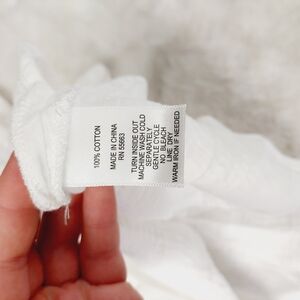 100% COTTON
MADE IN CHINA
RN 55663
TURN INSIDE OUT
MACHINE WASH COLD
SEPARATELY
GENTLE CYCLE
NO BLEACH
LINE DRY
WARM IRON IF NEEDED